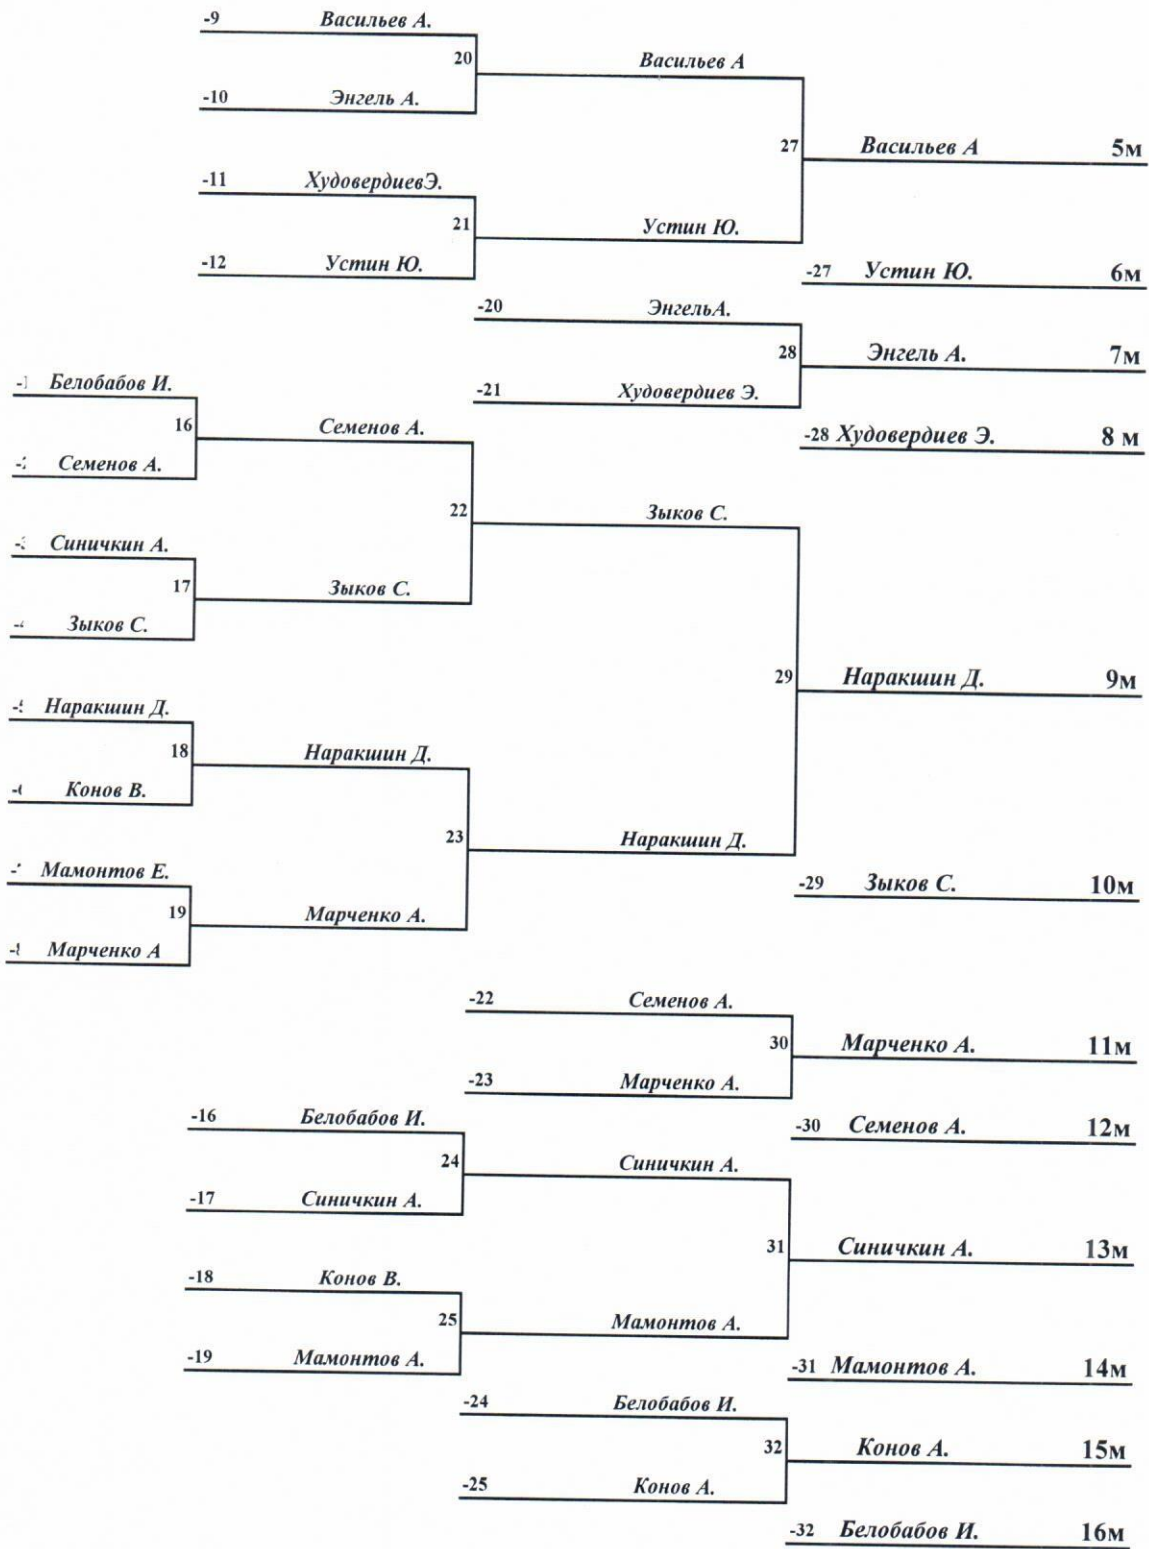 -9 Васильев А.
20 Васильев А
-10 Энгель А.
27 Васильев А 5м
-11 ХудовердиевЭ.
21 Устин Ю.
-12 Устин Ю.
-27 Устин Ю. 6м
-20 ЭнгельА.
28 Энгель А. 7м
Белобабов И.
-21 Худовердиев Э.
16 Семенов А.
-28 Худовердиев Э. 8 м
Семенов А.
22 Зыков С.
Синичкин А.
17 Зыков С.
Зыков С.
29 Наракшин Д. 9м
Наракшин Д.
18 Наракшин Д.
Конов В.
23 Наракшин Д.
Мамонтов Е.
-29 Зыков С. 10м
19 Марченко А.
Марченко А
-22 Семенов А.
30 Марченко А. 11м
-23 Марченко А.
-16 Белобабов И.
-30 Семенов А. 12м
24 Синичкин А.
-17 Синичкин А.
31 Синичкин А. 13м
-18 Конов В.
25 Мамонтов А.
-19 Мамонтов А.
-31 Мамонтов А. 14м
-24 Белобабов И.
32 Конов А. 15м
-25 Конов А.
-32 Белобабов И. 16м